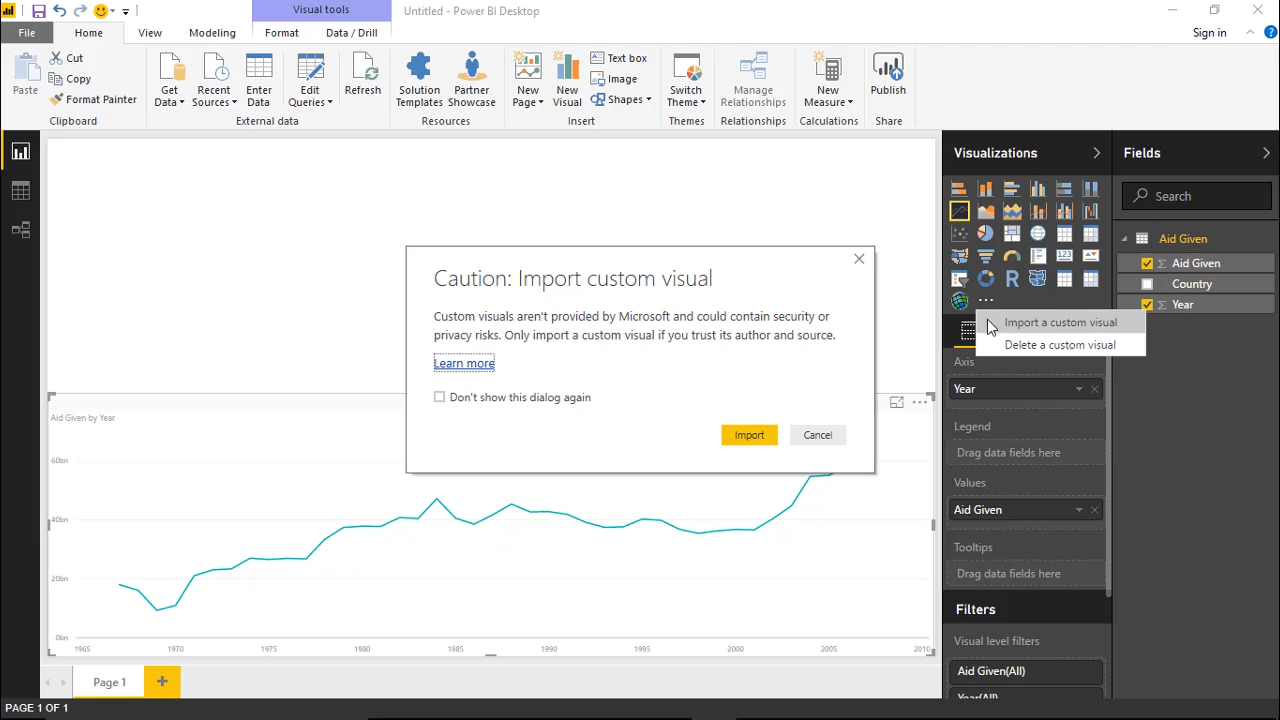 Visual tools
Untitled - Power BI Desktop
File
Home
View
Modeling
Format
Data / Drill
Sign in
?
Paste
Cut
Copy
Format Painter
Clipboard
Get Data
Recent Sources
Enter Data
Edit Queries
Refresh
External data
Solution Templates
Partner Showcase
Resources
New Page
New Visual
Text box
Image
Shapes
Insert
Switch Theme
Themes
Manage Relationships
Relationships
New Measure
Calculations
Publish
Share
Visualizations
Fields
Search
123
R
Aid Given
Aid Given
Country
Year
Import a custom visual
Delete a custom visual
Axis
Year
Legend
Drag data fields here
Values
Aid Given
Tooltips
Drag data fields here
Filters
Visual level filters
Aid Given(All)
Year(All)
Caution: Import custom visual
Custom visuals aren't provided by Microsoft and could contain security or
privacy risks. Only import a custom visual if you trust its author and source.
Learn more
Don't show this dialog again
Import
Cancel
Aid Given by Year
60bn
40bn
20bn
0bn
1965
1970
1975
1980
1985
1990
1995
2000
2005
2010
Page 1
PAGE 1 OF 1